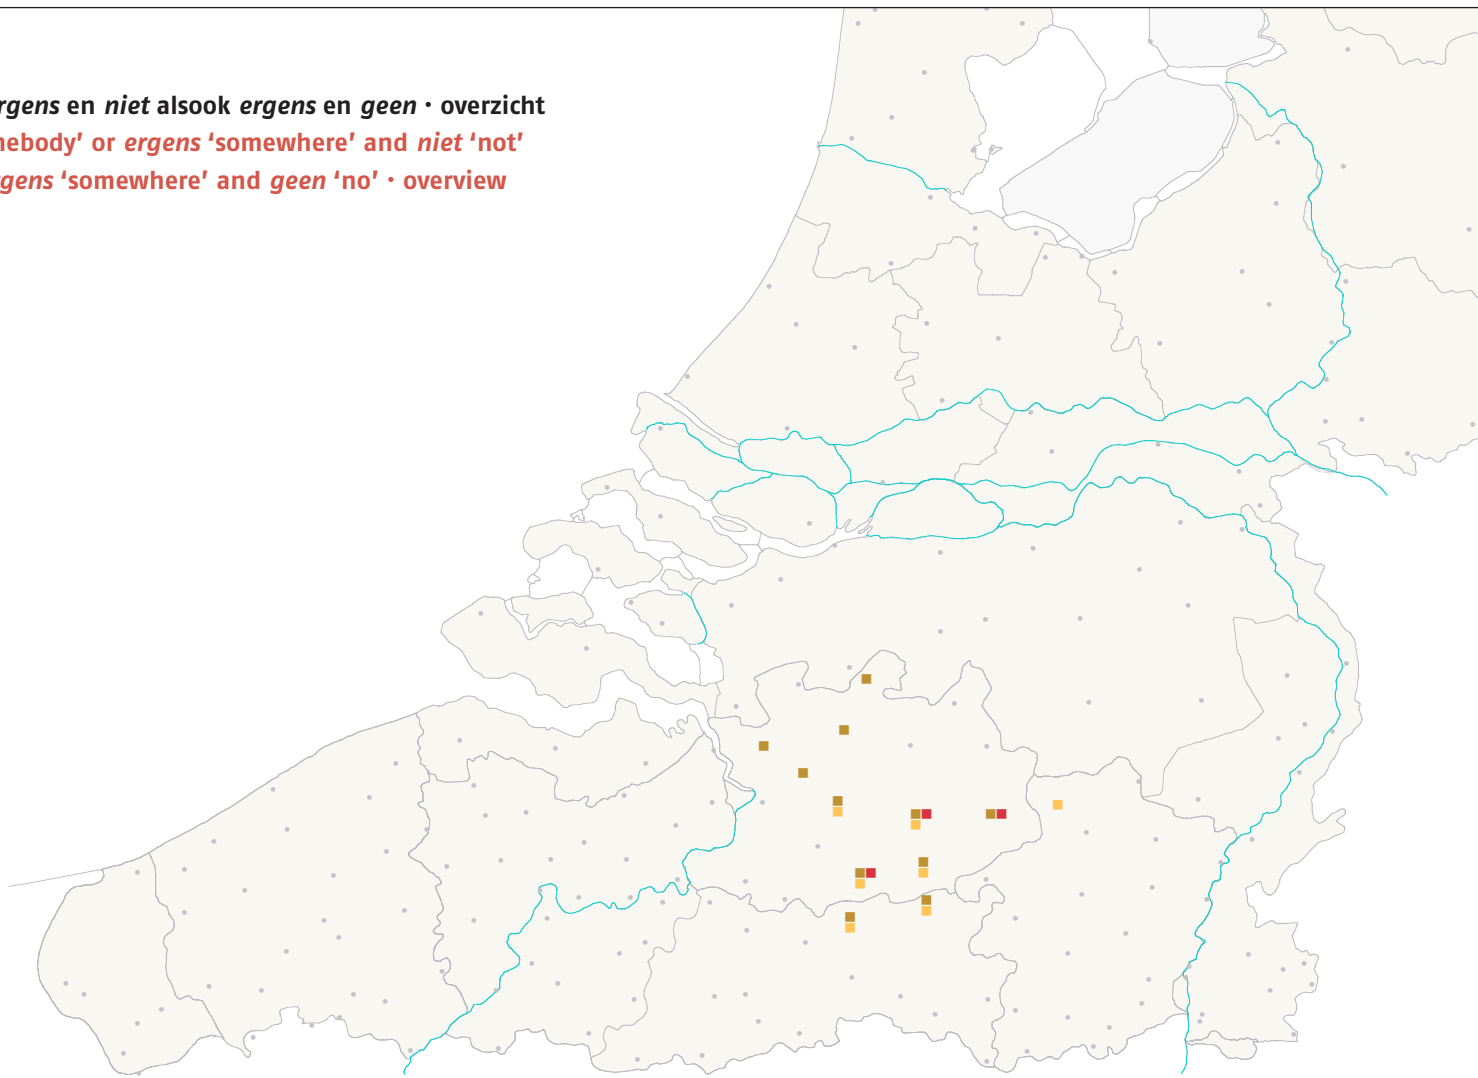 rgens en niet alsook ergens en geen · overzicht
nebody’ or ergens ‘somewhere’ and niet ‘not’
gens ‘somewhere’ and geen ‘no’ · overview